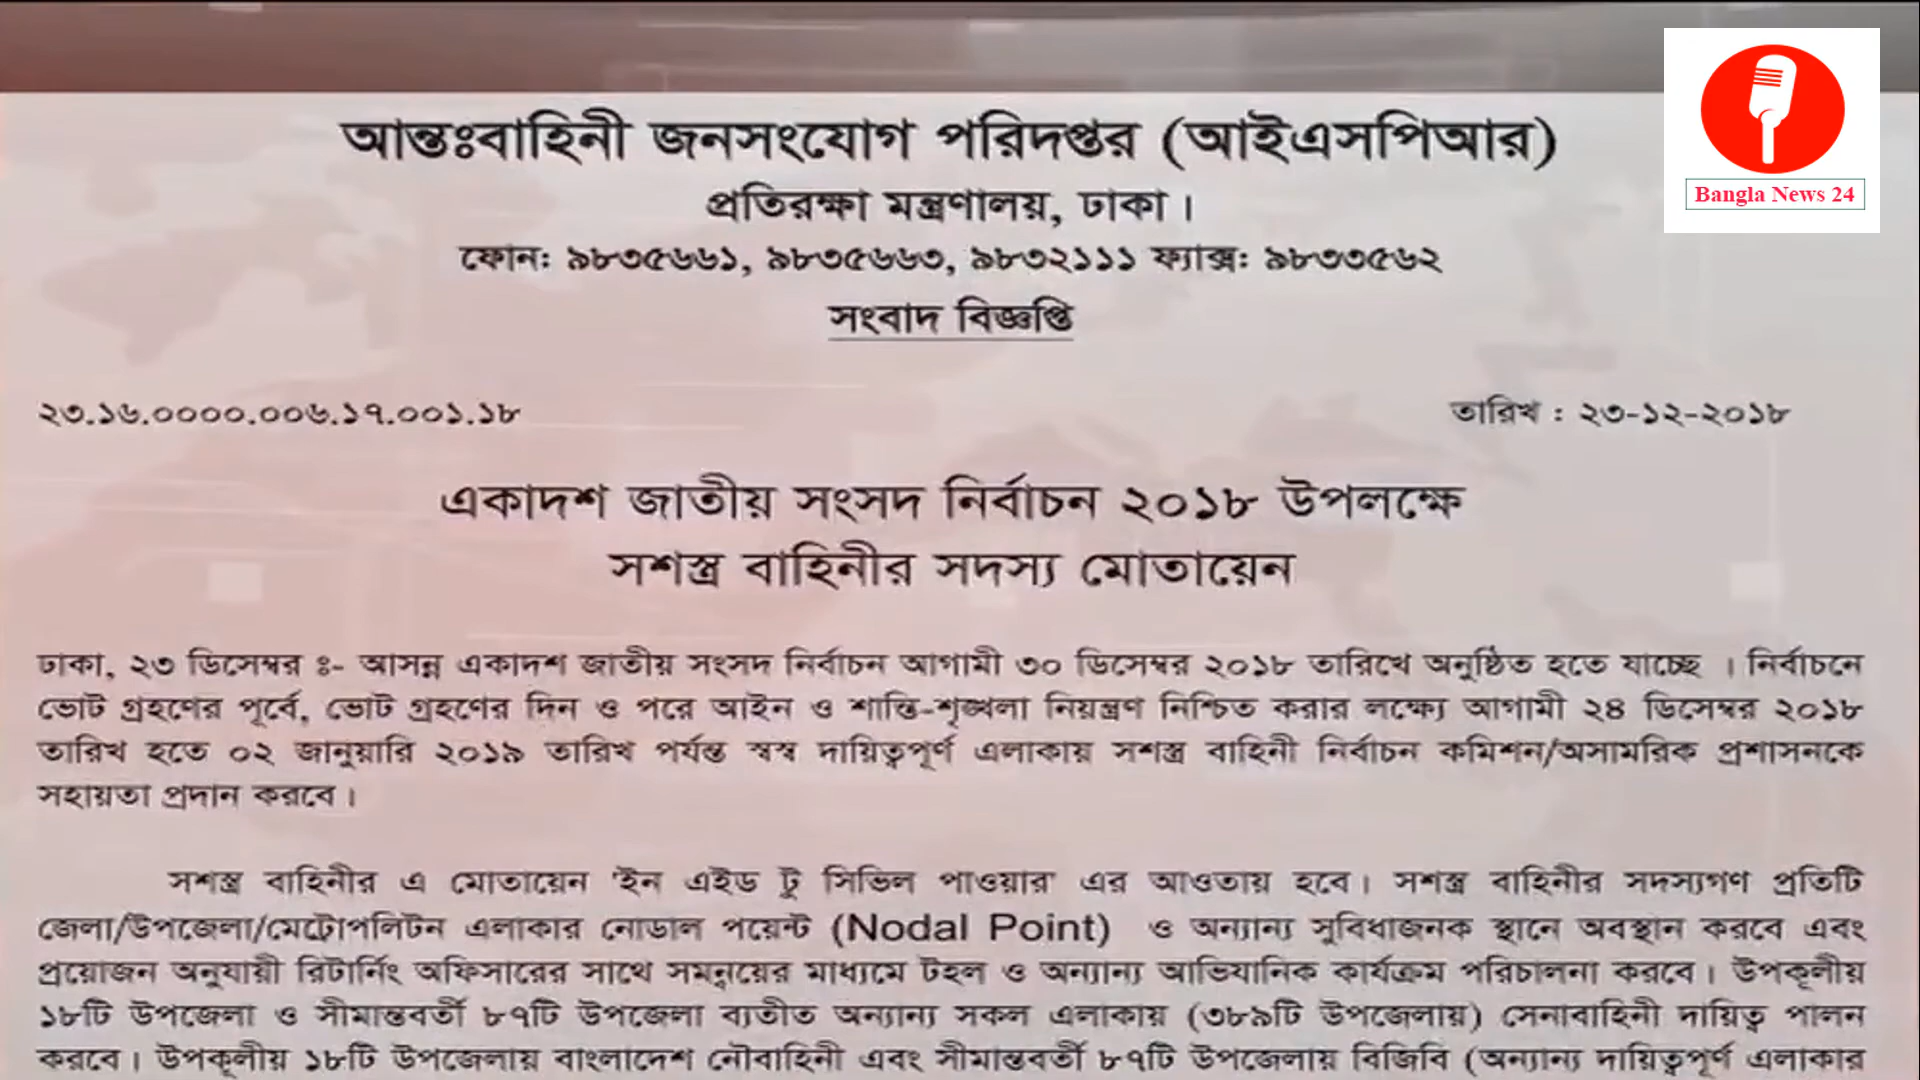 Bangla News 24
আন্তঃবাহিনী জনসংযোগ পরিদপ্তর (আইএসপিআর)
প্রতিরক্ষা মন্ত্রণালয়, ঢাকা।
ফোন: ৯৮৩৫৬৬১, ৯৮৩৫৬৬৩, ৯৮৩২১১১ ফ্যাক্স: ৯৮৩৩৫৬২
সংবাদ বিজ্ঞপ্তি
২৩.১৬.০০০০.০০৬.১৭.০০১.১৮ তারিখ : ২৩-১২-২০১৮
একাদশ জাতীয় সংসদ নির্বাচন ২০১৮ উপলক্ষে
সশস্ত্র বাহিনীর সদস্য মোতায়েন
ঢাকা, ২৩ ডিসেম্বর ঃ- আসন্ন একাদশ জাতীয় সংসদ নির্বাচন আগামী ৩০ ডিসেম্বর ২০১৮ তারিখে অনুষ্ঠিত হতে যাচ্ছে । নির্বাচনে
ভোট গ্রহণের পূর্বে, ভোট গ্রহণের দিন ও পরে আইন ও শান্তি-শৃঙ্খলা নিয়ন্ত্রণ নিশ্চিত করার লক্ষ্যে আগামী ২৪ ডিসেম্বর ২০১৮
তারিখ হতে ০২ জানুয়ারি ২০১৯ তারিখ পর্যন্ত স্বস্ব দায়িত্বপূর্ণ এলাকায় সশস্ত্র বাহিনী নির্বাচন কমিশন/অসামরিক প্রশাসনকে
সহায়তা প্রদান করবে।
সশস্ত্র বাহিনীর এ মোতায়েন 'ইন এইড টু সিভিল পাওয়ার' এর আওতায় হবে। সশস্ত্র বাহিনীর সদস্যগণ প্রতিটি
জেলা/উপজেলা/মেট্রোপলিটন এলাকার নোডাল পয়েন্ট (Nodal Point) ও অন্যান্য সুবিধাজনক স্থানে অবস্থান করবে এবং
প্রয়োজন অনুযায়ী রিটার্নিং অফিসারের সাথে সমন্বয়ের মাধ্যমে টহল ও অন্যান্য আভিযানিক কার্যক্রম পরিচালনা করবে। উপকূলীয়
১৮টি উপজেলা ও সীমান্তবর্তী ৮৭টি উপজেলা ব্যতীত অন্যান্য সকল এলাকায় (৩৮৯টি উপজেলায়) সেনাবাহিনী দায়িত্ব পালন
করবে। উপকূলীয় ১৮টি উপজেলায় বাংলাদেশ নৌবাহিনী এবং সীমান্তবর্তী ৮৭টি উপজেলায় বিজিবি (অন্যান্য দায়িত্বপূর্ণ এলাকার